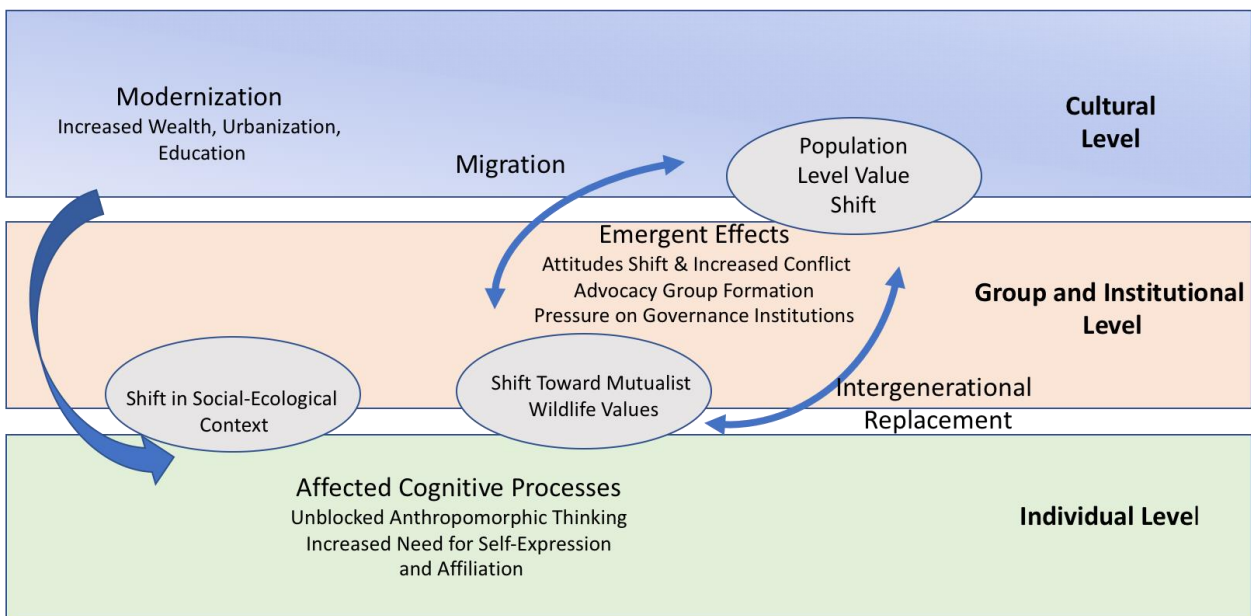 Modernization
Increased Wealth, Urbanization,
Education
Cultural
Level
Migration
Population
Level Value
Shift
Emergent Effects
Attitudes Shift & Increased Conflict
Advocacy Group Formation
Pressure on Governance Institutions
Group and Institutional
Level
Shift in Social-Ecological
Context
Shift Toward Mutualist
Wildlife Values
Intergenerational
Replacement
Affected Cognitive Processes
Unblocked Anthropomorphic Thinking
Increased Need for Self-Expression
and Affiliation
Individual Level